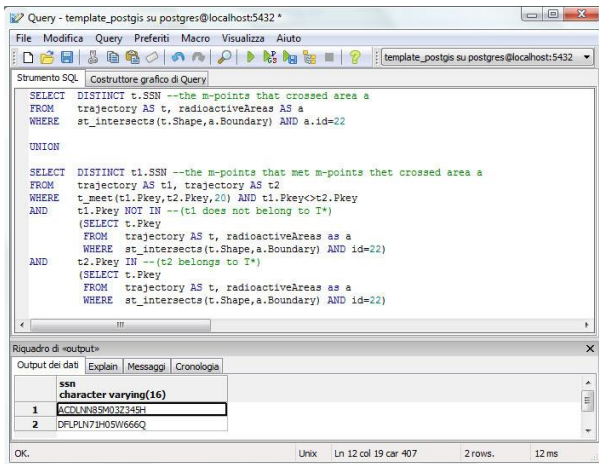 Query - template_postgis su postgres@localhost:5432 *
File Modifica Query Preferiti Macro Visualizza Aiuto
template_postgis su postgres@localhost:5432
Strumento SQL Costruttore grafico di Query
SELECT DISTINCT t.SSN --the m-points that crossed area a
FROM trajectory AS t, radioactiveAreas AS a
WHERE st_intersects(t.Shape,a.Boundary) AND a.id=22
UNION
SELECT DISTINCT t1.SSN --the m-points that met m-points thet crossed area a
FROM trajectory AS t1, trajectory AS t2
WHERE t_meet(t1.Pkey,t2.Pkey,20) AND t1.Pkey<>t2.Pkey
AND t1.Pkey NOT IN --(t1 does not belong to T*)
(SELECT t.Pkey
FROM trajectory AS t, radioactiveAreas as a
WHERE st_intersects(t.Shape,a.Boundary) AND id=22)
AND t2.Pkey IN --(t2 belongs to T*)
(SELECT t.Pkey
FROM trajectory AS t, radioactiveAreas as a
WHERE st_intersects(t.Shape,a.Boundary) AND id=22)
Riquadro di «output»
Output dei dati Explain Messaggi Cronologia
ssn
character varying(16)
1 ACDLNN85M03Z345H
2 DFLPLN71H05W666Q
OK. Unix Ln 12 col 19 car 407 2 rows. 12 ms